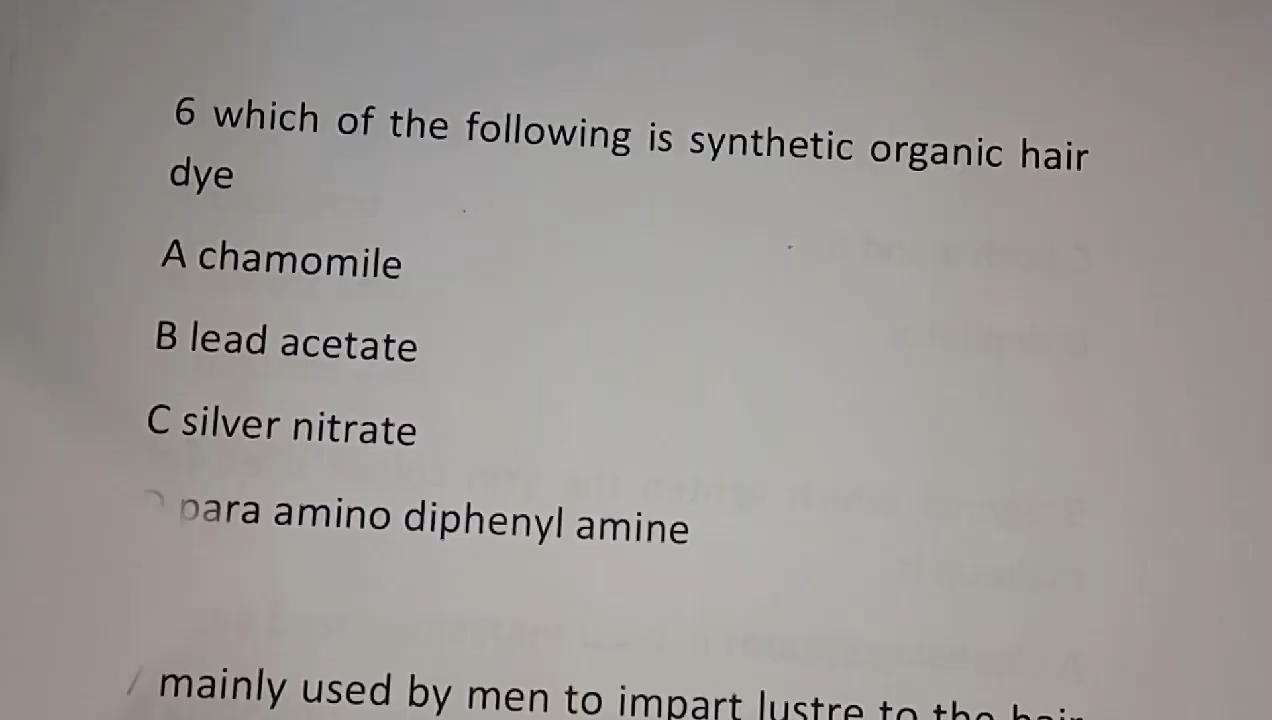 6 which of the following is synthetic organic hair
dye
A chamomile
B lead acetate
C silver nitrate
para amino diphenyl amine
mainly used by men to impart lustre to the hair